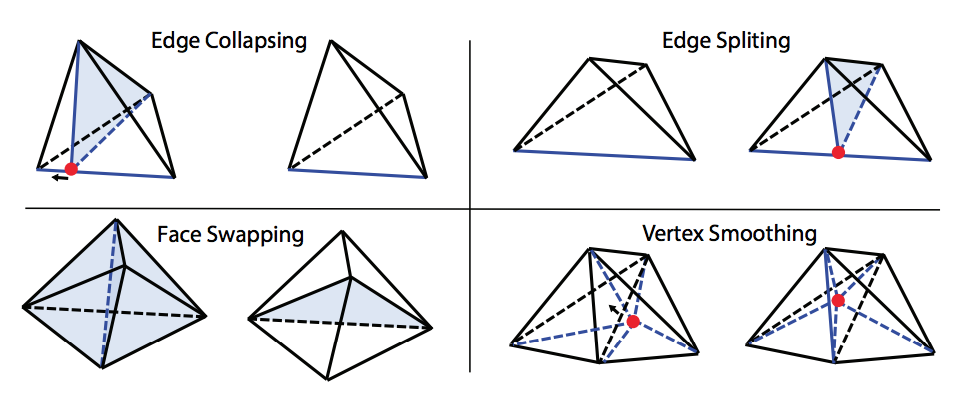 Edge Collapsing
Edge Spliting
Face Swapping
Vertex Smoothing